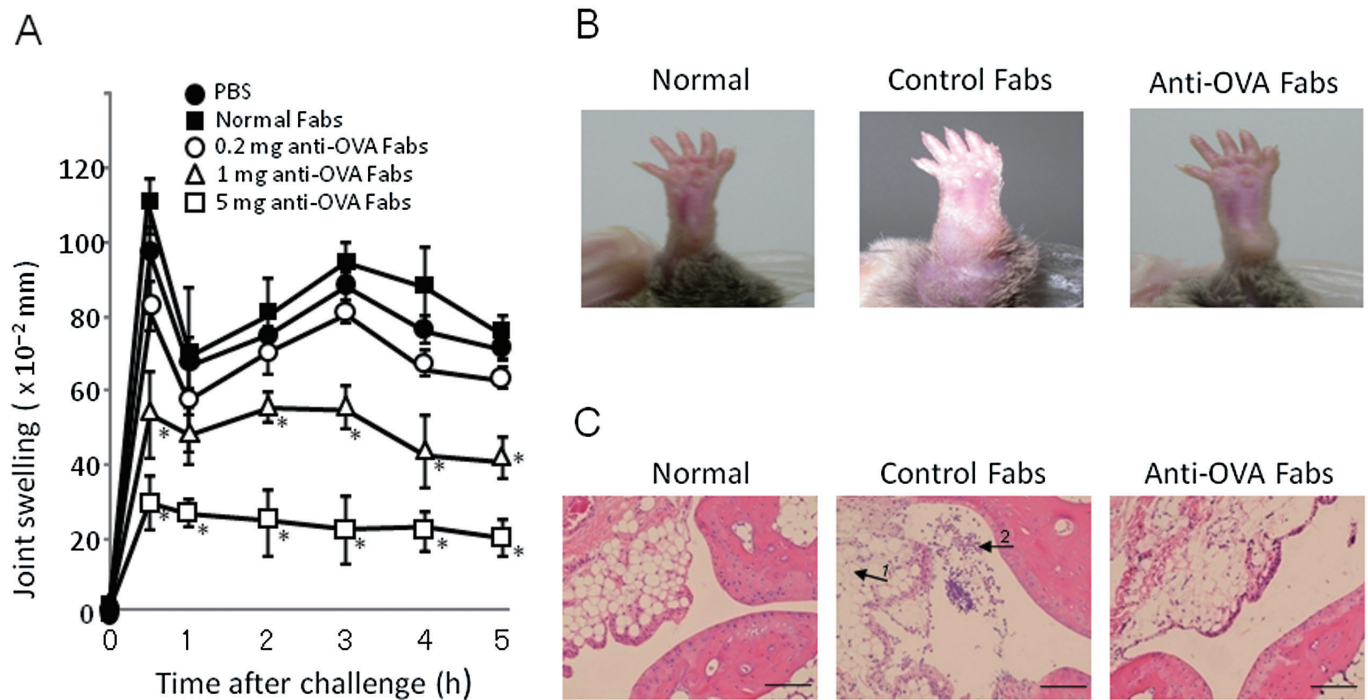 A
PBS
Normal Fabs
0.2 mg anti-OVA Fabs
1 mg anti-OVA Fabs
5 mg anti-OVA Fabs
120
100
80
60
40
20
0
Joint swelling ( x 10⁻² mm)
* * * * *
* * * * * *
0 1 2 3 4 5
Time after challenge (h)
B
Normal Control Fabs Anti-OVA Fabs
C
Normal Control Fabs Anti-OVA Fabs
1
2